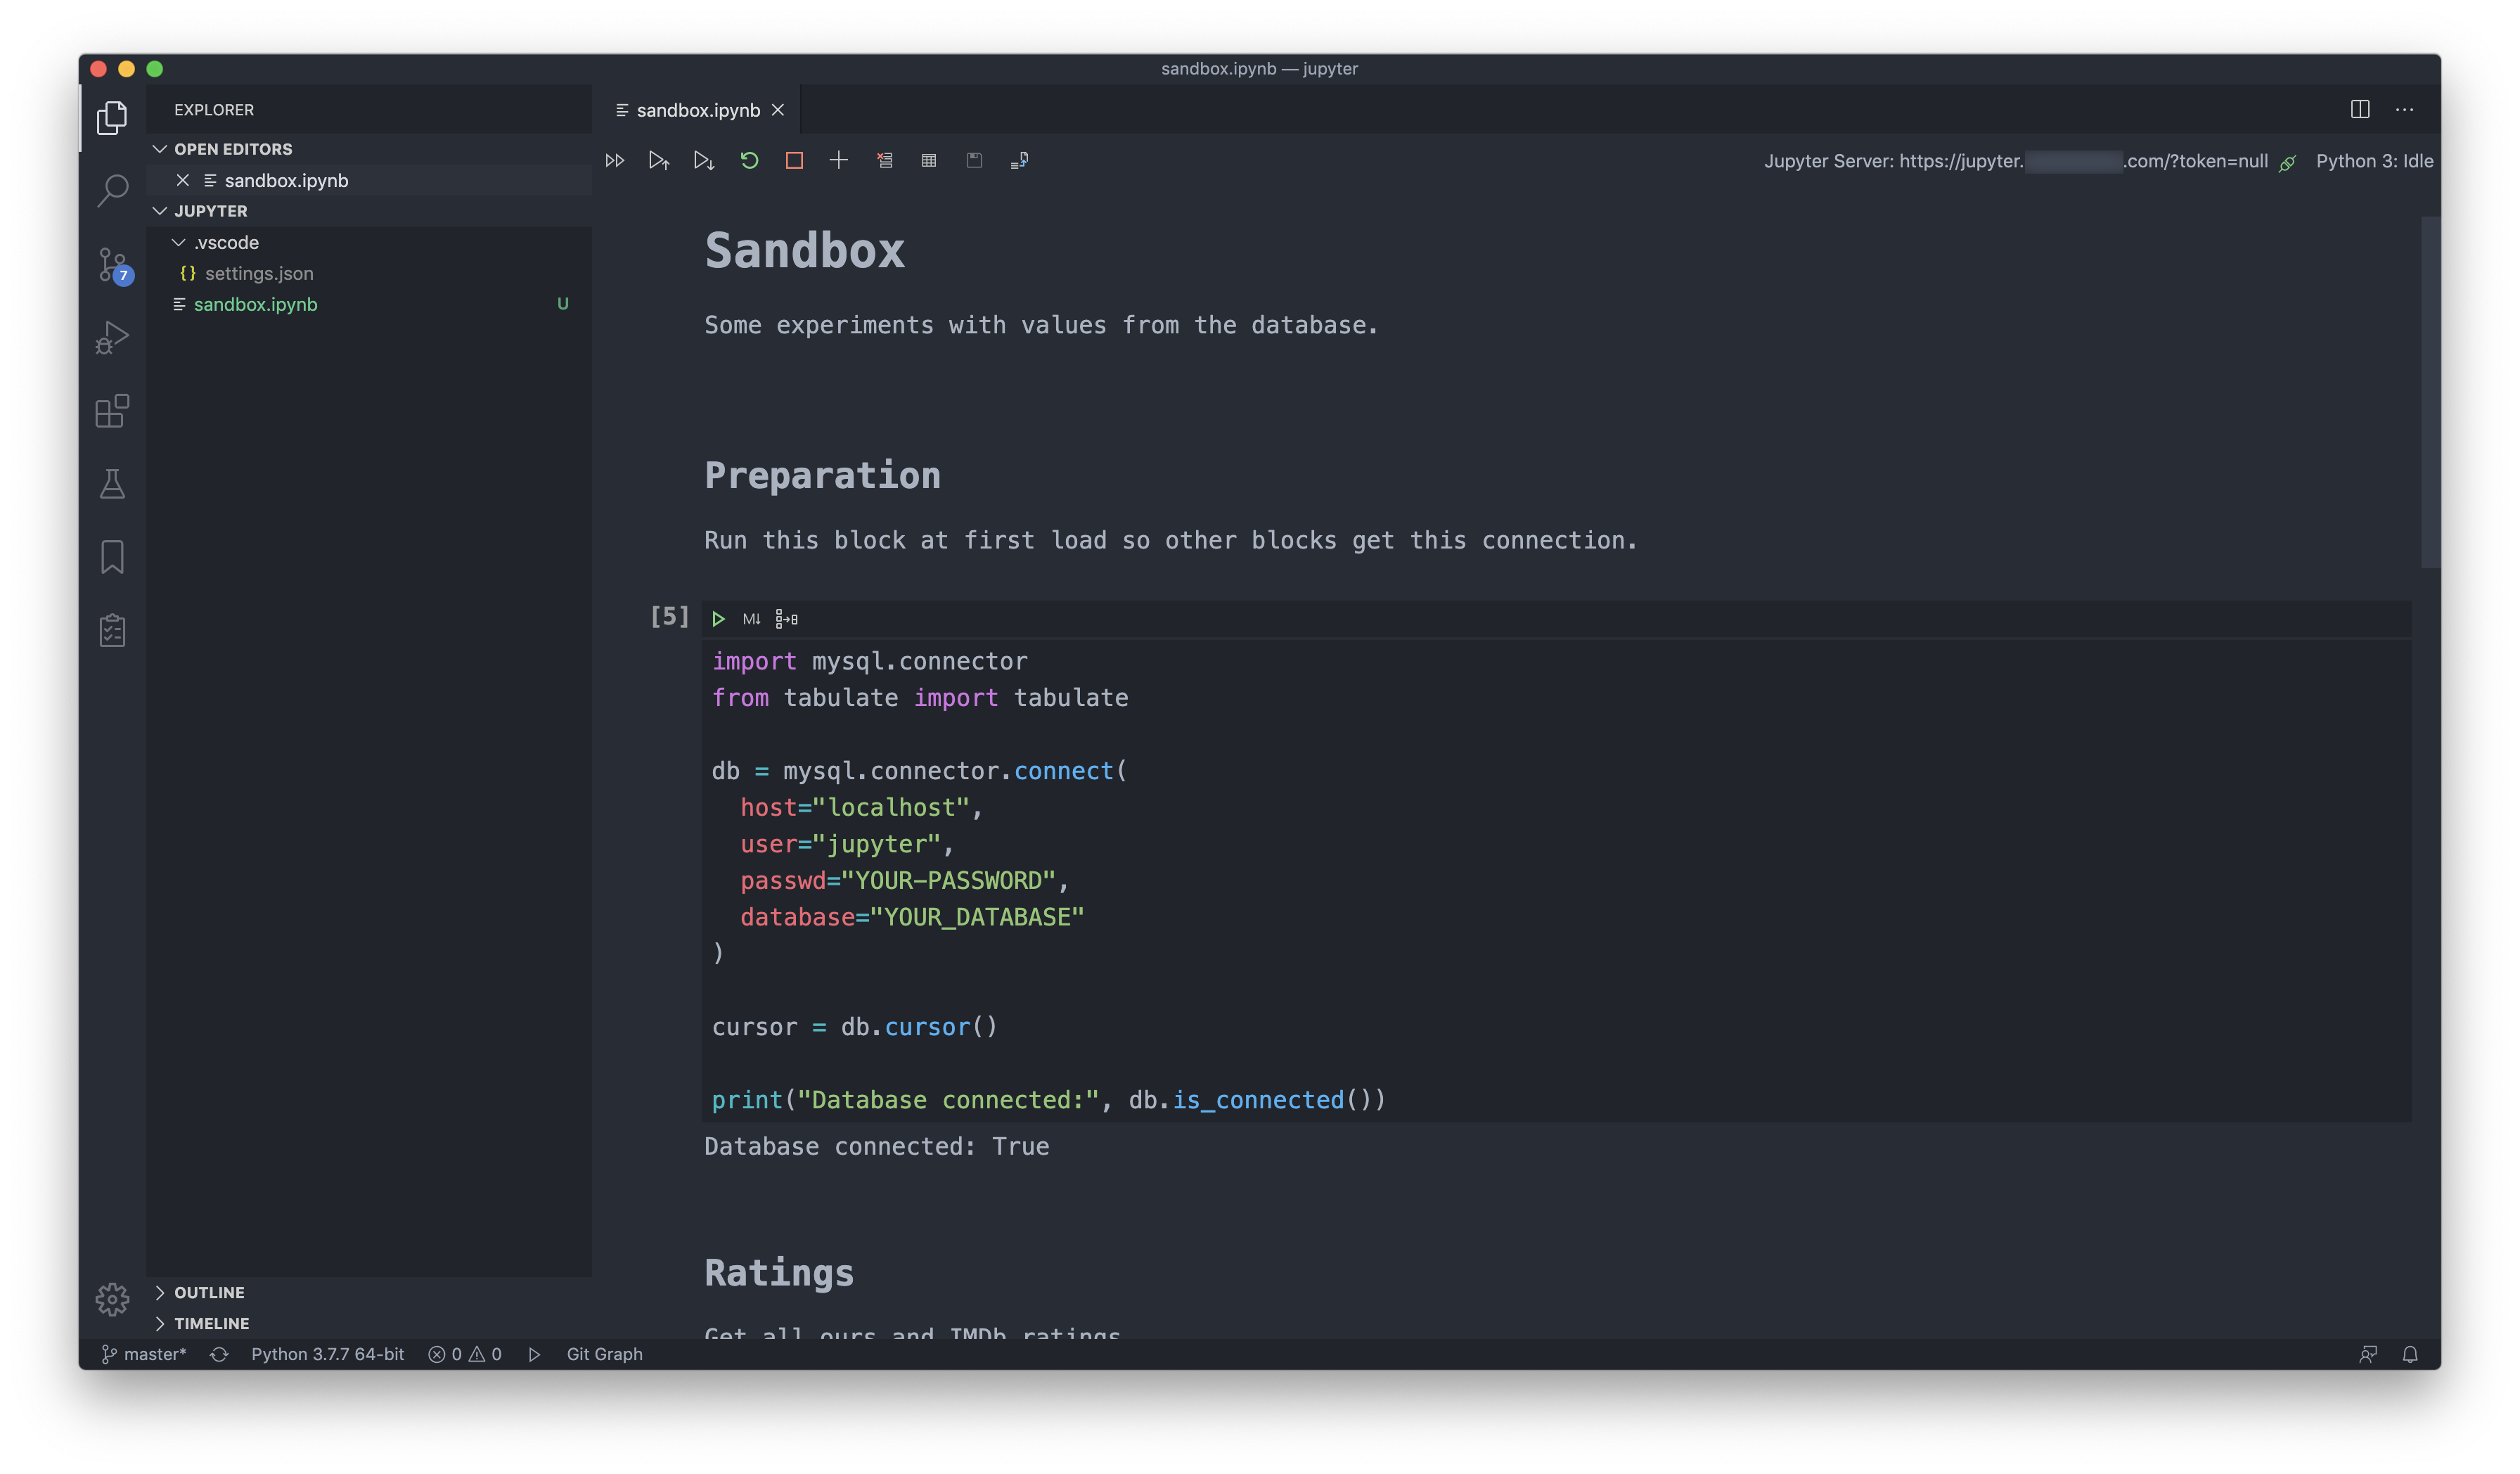 sandbox.ipynb — jupyter
EXPLORER
sandbox.ipynb
OPEN EDITORS
sandbox.ipynb
Jupyter Server: https://jupyter. .com/?token=null
Python 3: Idle
JUPYTER
.vscode
{} settings.json
sandbox.ipynb U
7
Sandbox
Some experiments with values from the database.
Preparation
Run this block at first load so other blocks get this connection.
[5]
M↓
import mysql.connector
from tabulate import tabulate
db = mysql.connector.connect(
host="localhost",
user="jupyter",
passwd="YOUR-PASSWORD",
database="YOUR_DATABASE"
)
cursor = db.cursor()
print("Database connected:", db.is_connected())
Database connected: True
Ratings
Get all ours and IMDb ratings
OUTLINE
TIMELINE
master*
Python 3.7.7 64-bit
0
0
Git Graph